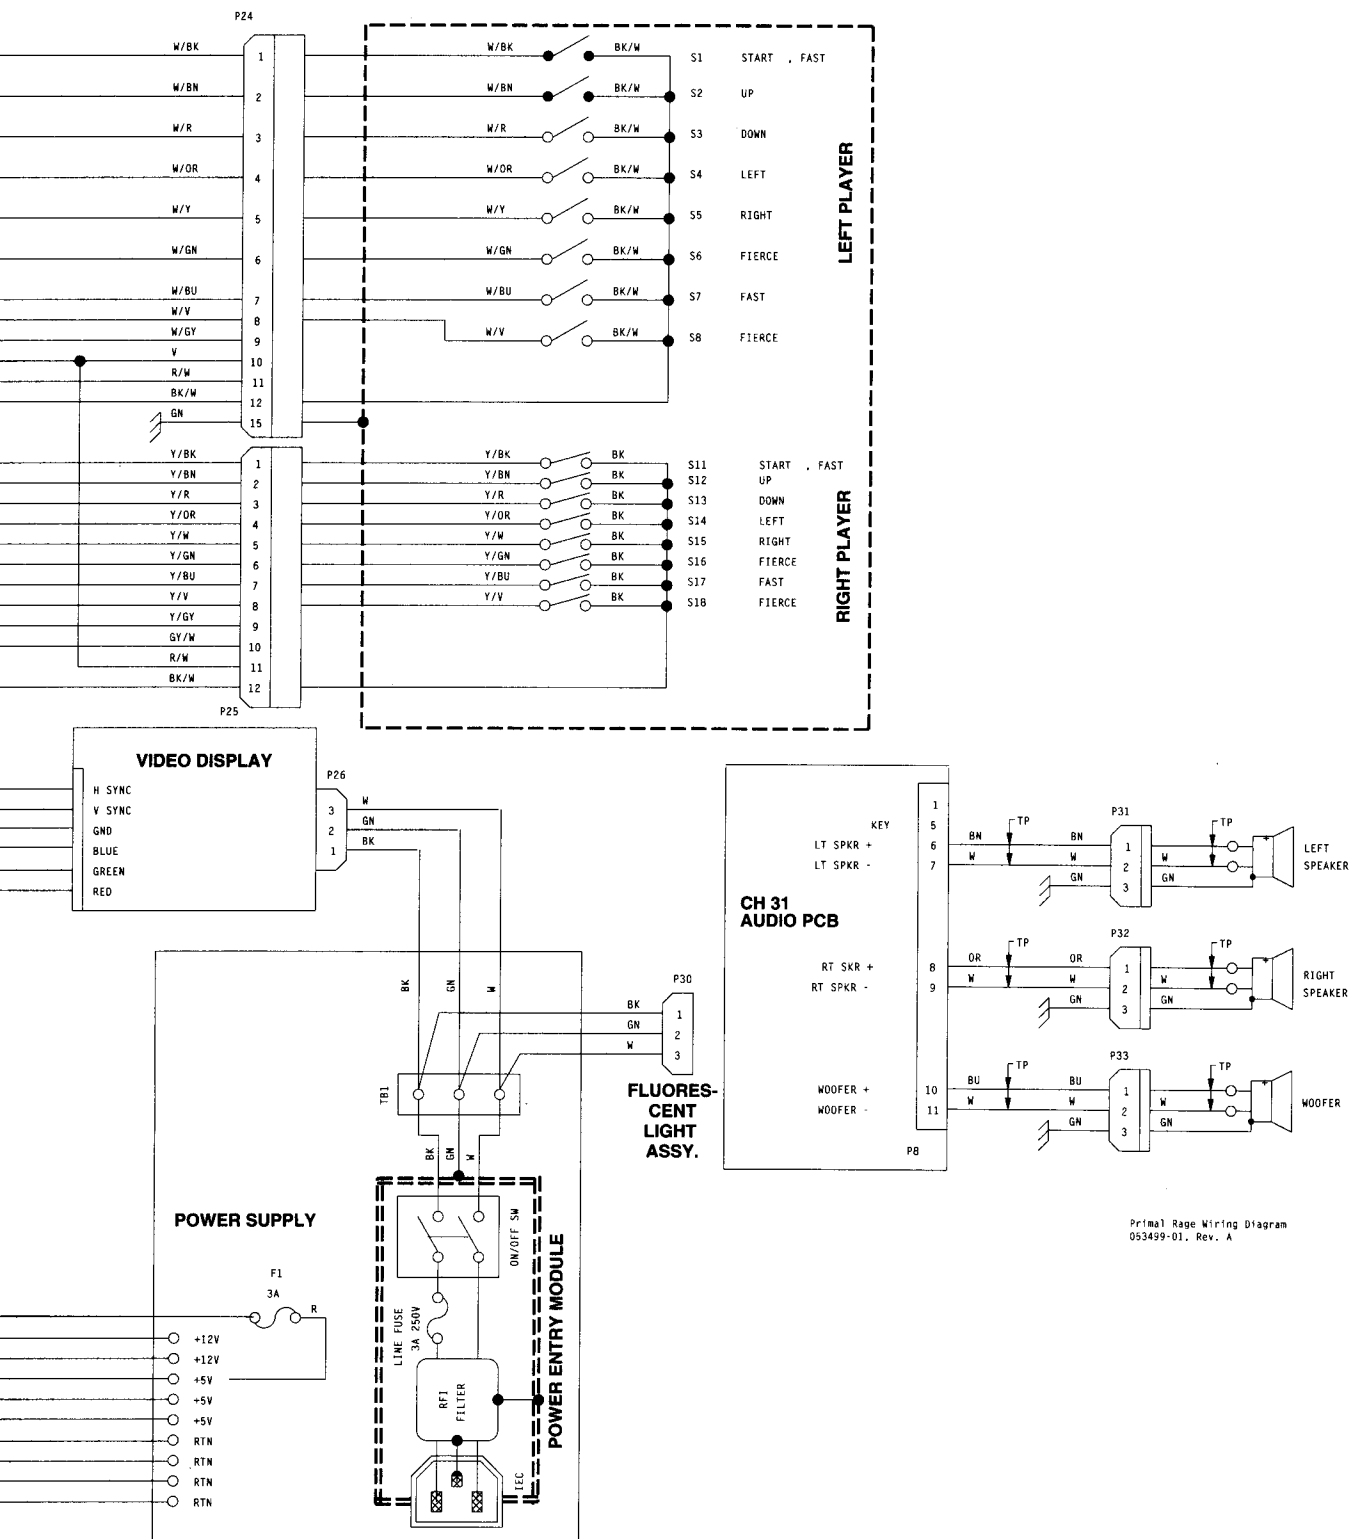 P24
W/BK 1 W/BK BK/W S1 START , FAST
W/BN 2 W/BN BK/W S2 UP
W/R 3 W/R BK/W S3 DOWN
W/OR 4 W/OR BK/W S4 LEFT
W/Y 5 W/Y BK/W S5 RIGHT
W/GN 6 W/GN BK/W S6 FIERCE
W/BU 7 W/BU BK/W S7 FAST
W/V 8
W/GY 9 W/V BK/W S8 FIERCE
V 10
R/W 11
BK/W 12
GN 15
LEFT PLAYER
Y/BK 1 Y/BK BK S11 START , FAST
Y/BN 2 Y/BN BK S12 UP
Y/R 3 Y/R BK S13 DOWN
Y/OR 4 Y/OR BK S14 LEFT
Y/W 5 Y/W BK S15 RIGHT
Y/GN 6 Y/GN BK S16 FIERCE
Y/BU 7 Y/BU BK S17 FAST
Y/V 8 Y/V BK S18 FIERCE
Y/GY 9
GY/W 10
R/W 11
BK/W 12
RIGHT PLAYER
P25
VIDEO DISPLAY
P26
H SYNC
V SYNC
GND
BLUE
GREEN
RED
3 W
2 GN
1 BK
BK GN W
P30
BK 1
GN 2
W 3
TB1
FLUORES-
CENT
LIGHT
ASSY.
BK GN W
POWER SUPPLY
F1
3A
R
+12V
+12V
+5V
+5V
+5V
RTN
RTN
RTN
RTN
ON/OFF SW
LINE FUSE
3A 250V
RFI
FILTER
IEC
POWER ENTRY MODULE
CH 31
AUDIO PCB
1
KEY 5
LT SPKR + 6 BN TP BN
LT SPKR - 7 W W
GN
P31
1 TP
2 W
3 GN
LEFT
SPEAKER
RT SKR + 8 OR TP OR
RT SPKR - 9 W W
GN
P32
1 TP
2 W
3 GN
RIGHT
SPEAKER
WOOFER + 10 BU TP BU
WOOFER - 11 W W
GN
P33
1 TP
2 W
3 GN
WOOFER
P8
Primal Rage Wiring Diagram
053499-01, Rev. A